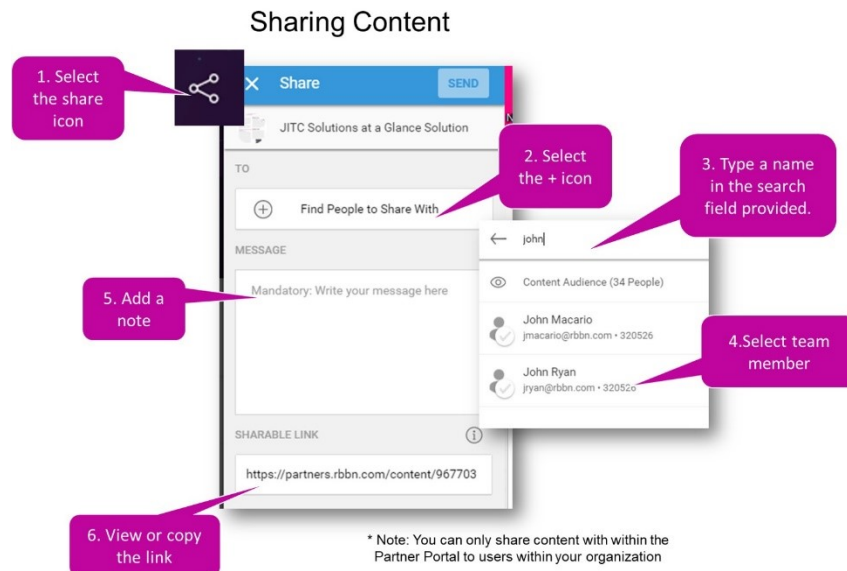 Sharing Content
1. Select
the share
icon
Share
SEND
JITC Solutions at a Glance Solution
TO
2. Select
the + icon
Find People to Share With
3. Type a name
in the search
field provided.
john
Content Audience (34 People)
John Macario
jmacario@rbbn.com • 320526
John Ryan
jryan@rbbn.com • 320526
4.Select team
member
MESSAGE
5. Add a
note
Mandatory: Write your message here
SHARABLE LINK
https://partners.rbbn.com/content/967703
6. View or copy
the link
* Note: You can only share content with within the
Partner Portal to users within your organization